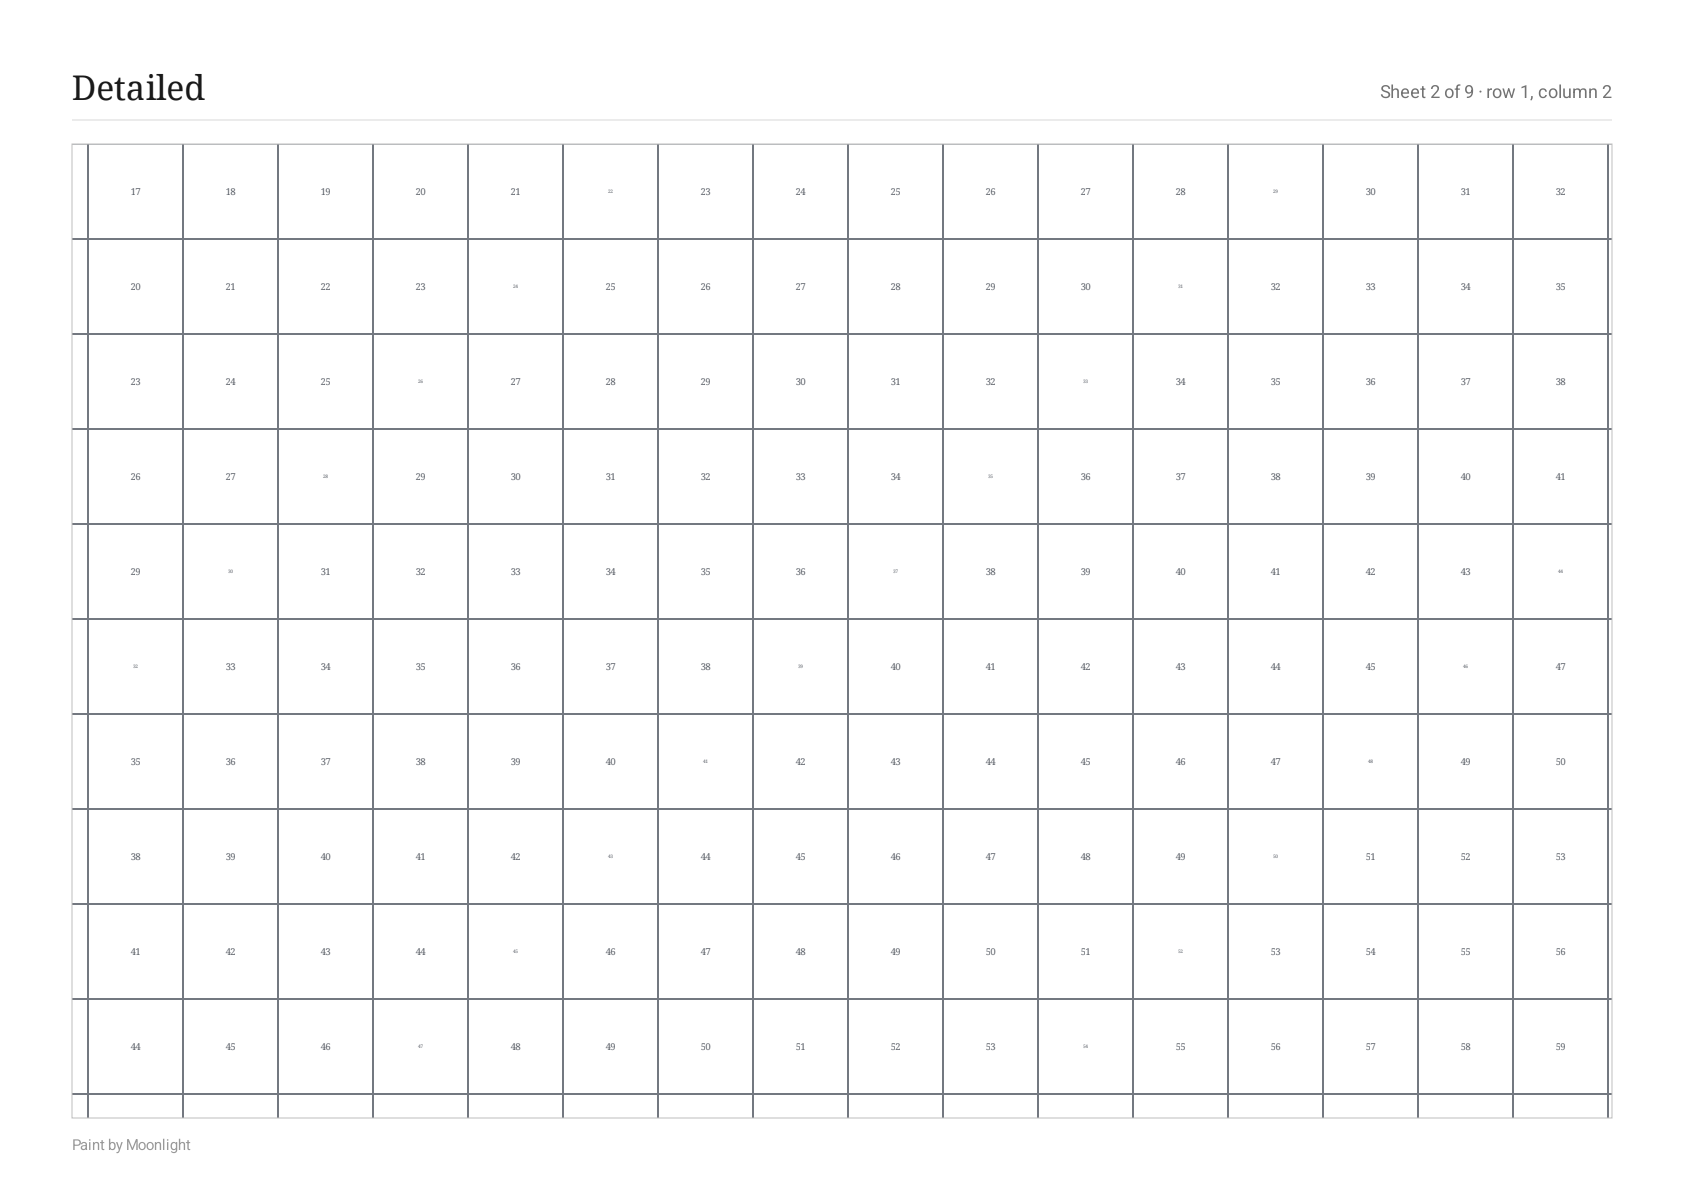 Detailed
Sheet 2 of 9 · row 1, column 2
17 18 19 20 21 23 24 25 26 27 28 30 31 32
20 21 22 23 25 26 27 28 29 30 32 33 34 35
23 24 25 27 28 29 30 31 32 34 35 36 37 38
26 27 29 30 31 32 33 34 36 37 38 39 40 41
29 31 32 33 34 35 36 38 39 40 41 42 43
33 34 35 36 37 38 40 41 42 43 44 45 47
35 36 37 38 39 40 42 43 44 45 46 47 49 50
38 39 40 41 42 44 45 46 47 48 49 51 52 53
41 42 43 44 46 47 48 49 50 51 53 54 55 56
44 45 46 48 49 50 51 52 53 55 56 57 58 59
Paint by Moonlight